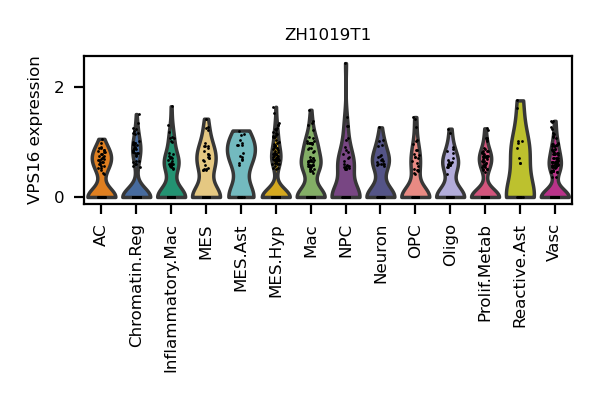 ZH1019T1
VPS16 expression
2
0
AC
Chromatin.Reg
Inflammatory.Mac
MES
MES.Ast
MES.Hyp
Mac
NPC
Neuron
OPC
Oligo
Prolif.Metab
Reactive.Ast
Vasc